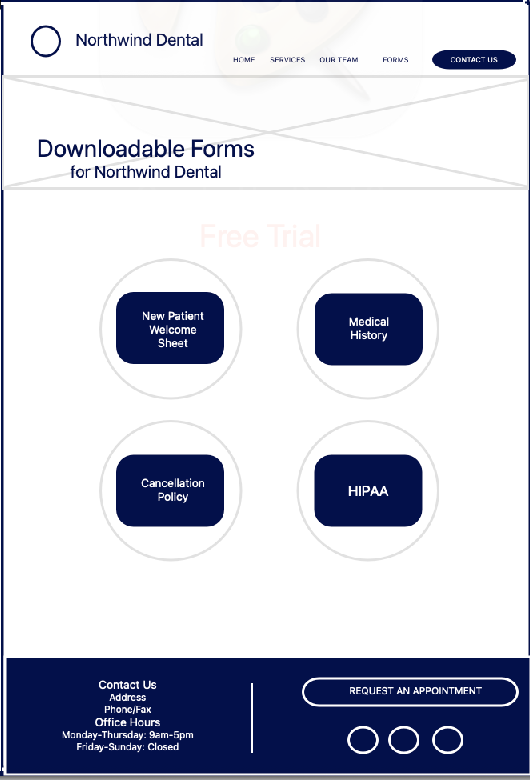 Northwind Dental
HOME SERVICES OUR TEAM FORMS CONTACT US
Downloadable Forms
for Northwind Dental
Free Trial
New Patient
Welcome
Sheet
Medical
History
Cancellation
Policy
HIPAA
Contact Us
Address
Phone/Fax
Office Hours
Monday-Thursday: 9am-5pm
Friday-Sunday: Closed
REQUEST AN APPOINTMENT